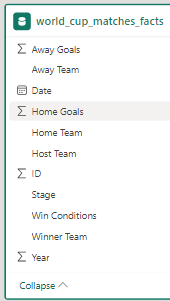 world_cup_matches_facts
Away Goals
Away Team
Date
Home Goals
Home Team
Host Team
ID
Stage
Win Conditions
Winner Team
Year
Collapse